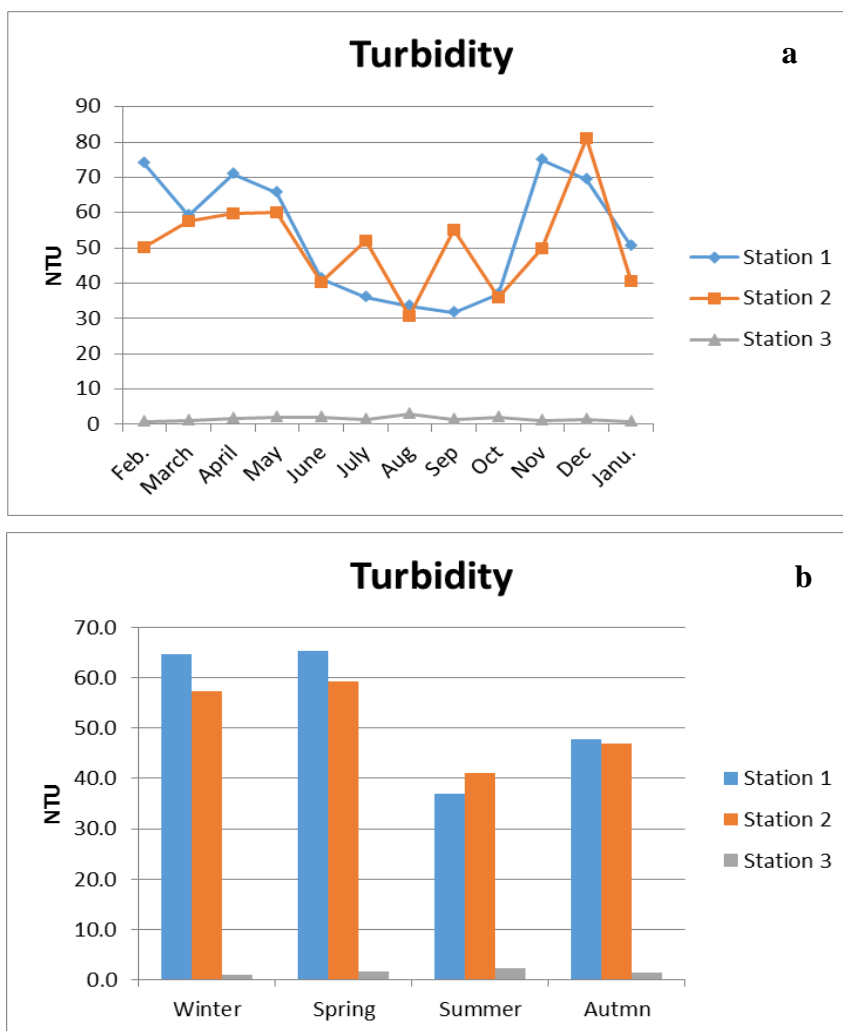 Turbidity
a
90
80
70
60
50
40
30
20
10
0
NTU
Feb.
March
April
May
June
July
Aug
Sep
Oct
Nov
Dec
Janu.
Station 1
Station 2
Station 3
Turbidity
b
70.0
60.0
50.0
40.0
30.0
20.0
10.0
0.0
NTU
Winter
Spring
Summer
Autmn
Station 1
Station 2
Station 3